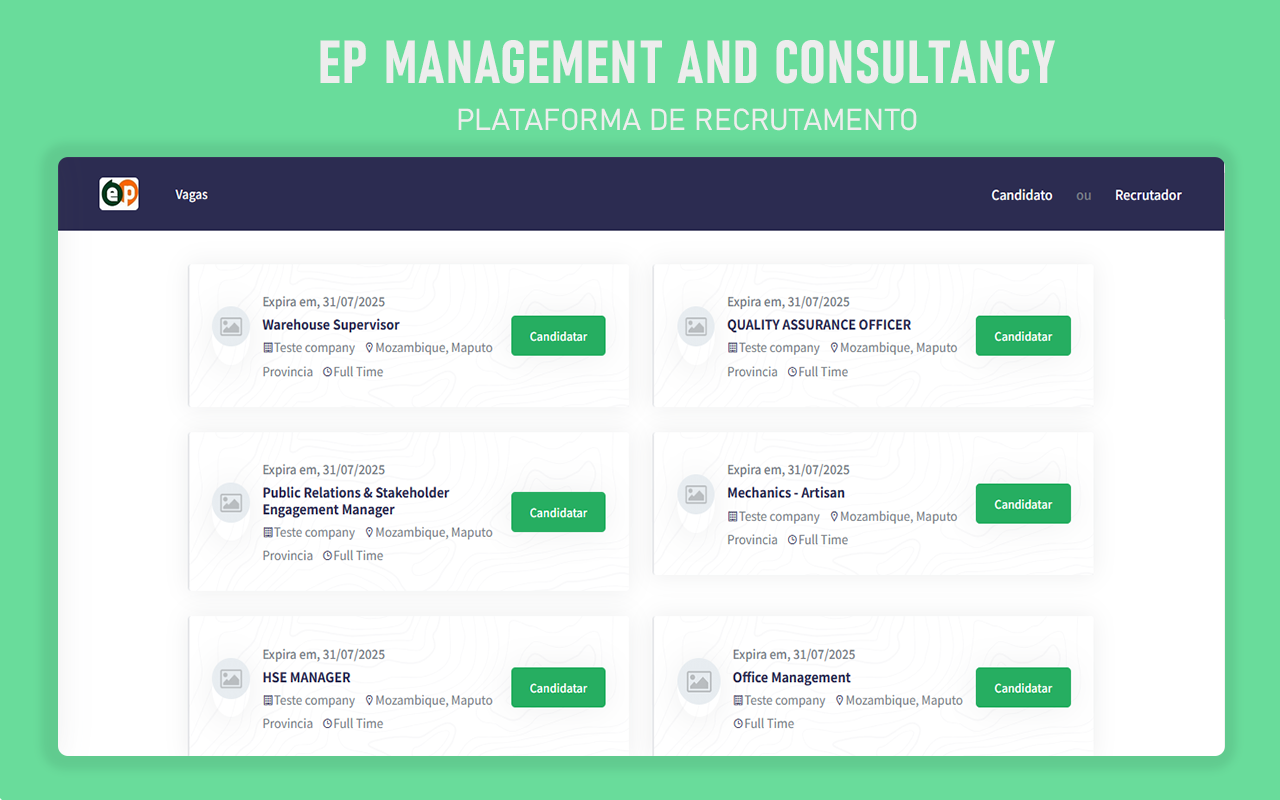 EP MANAGEMENT AND CONSULTANCY
PLATAFORMA DE RECRUTAMENTO
ep
Vagas
Candidato ou Recrutador
Expira em, 31/07/2025
Warehouse Supervisor
Teste company Mozambique, Maputo
Provincia Full Time
Candidatar
Expira em, 31/07/2025
QUALITY ASSURANCE OFFICER
Teste company Mozambique, Maputo
Provincia Full Time
Candidatar
Expira em, 31/07/2025
Public Relations & Stakeholder
Engagement Manager
Teste company Mozambique, Maputo
Provincia Full Time
Candidatar
Expira em, 31/07/2025
Mechanics - Artisan
Teste company Mozambique, Maputo
Provincia Full Time
Candidatar
Expira em, 31/07/2025
HSE MANAGER
Teste company Mozambique, Maputo
Provincia Full Time
Candidatar
Expira em, 31/07/2025
Office Management
Teste company Mozambique, Maputo
Full Time
Candidatar